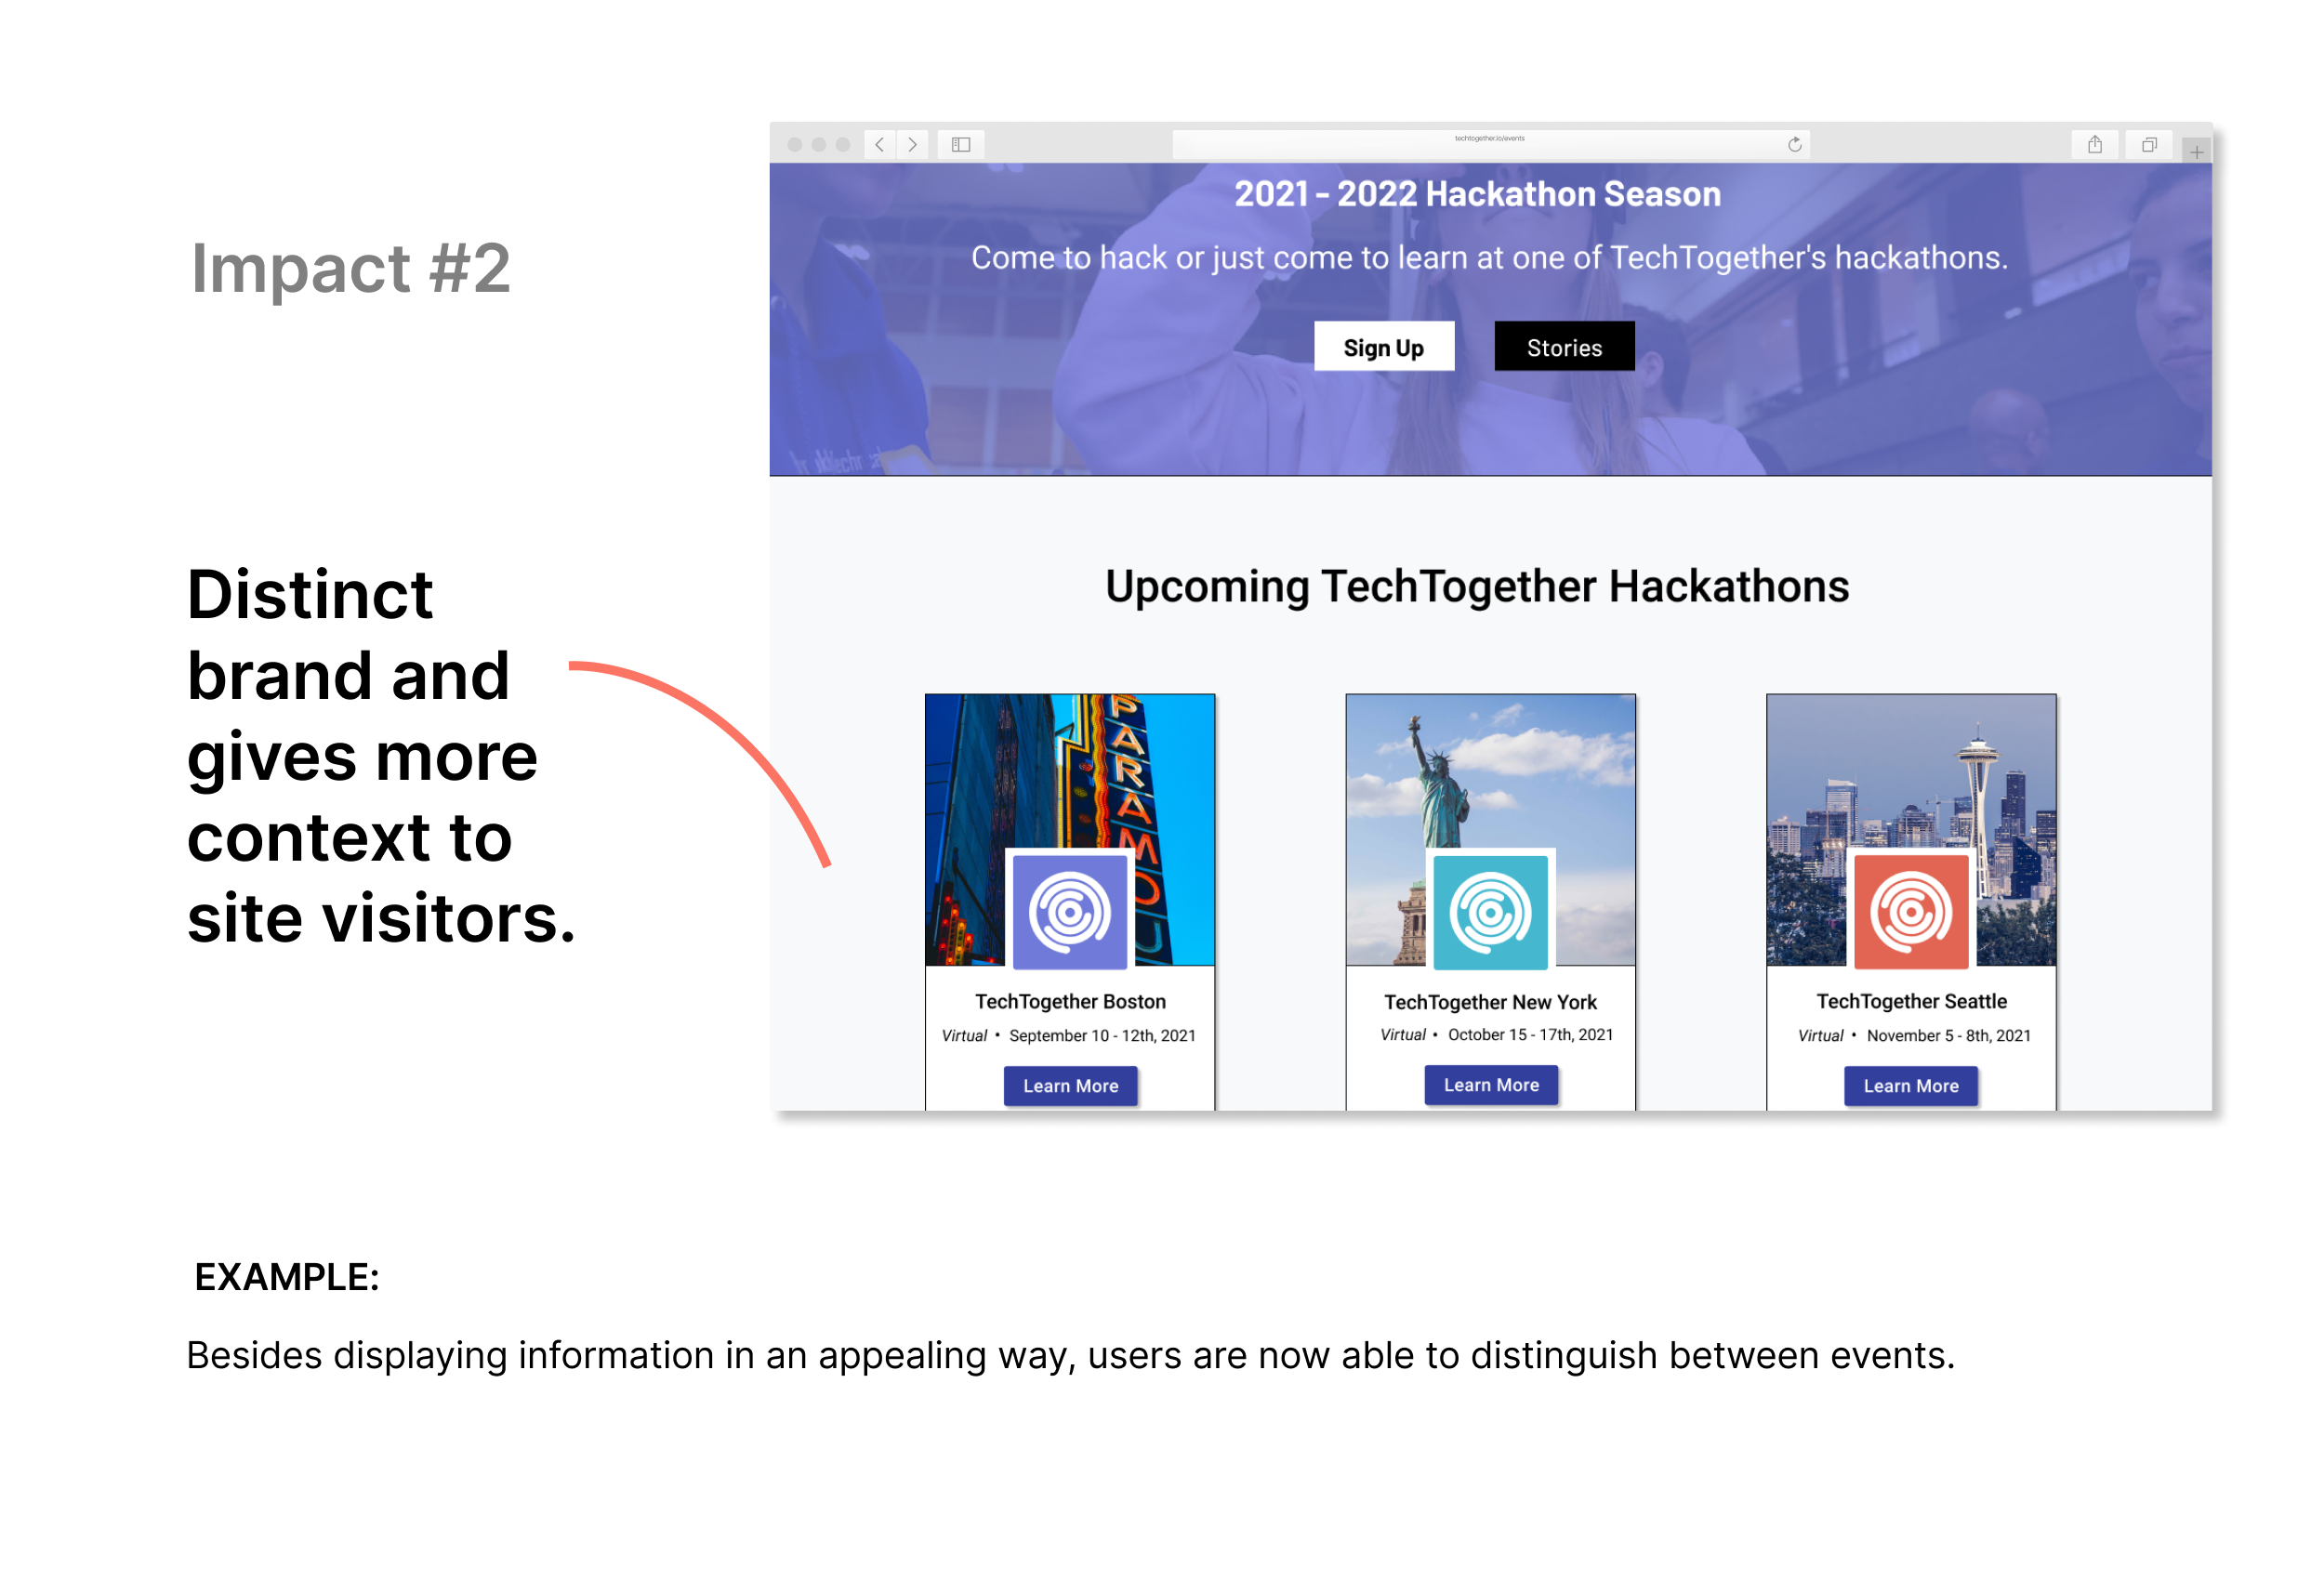 Impact #2
Distinct
brand and
gives more
context to
site visitors.
techtogether.io/events
2021 - 2022 Hackathon Season
Come to hack or just come to learn at one of TechTogether's hackathons.
Sign Up
Stories
Upcoming TechTogether Hackathons
PARAMOU
TechTogether Boston
Virtual • September 10 - 12th, 2021
Learn More
TechTogether New York
Virtual • October 15 - 17th, 2021
Learn More
TechTogether Seattle
Virtual • November 5 - 8th, 2021
Learn More
EXAMPLE:
Besides displaying information in an appealing way, users are now able to distinguish between events.